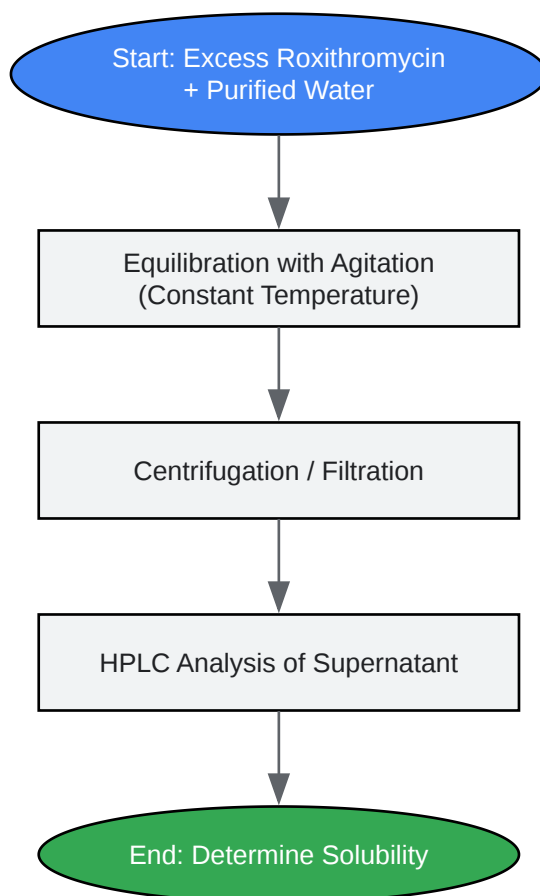 Start: Excess Roxithromycin
+ Purified Water
Equilibration with Agitation
(Constant Temperature)
Centrifugation / Filtration
HPLC Analysis of Supernatant
End: Determine Solubility